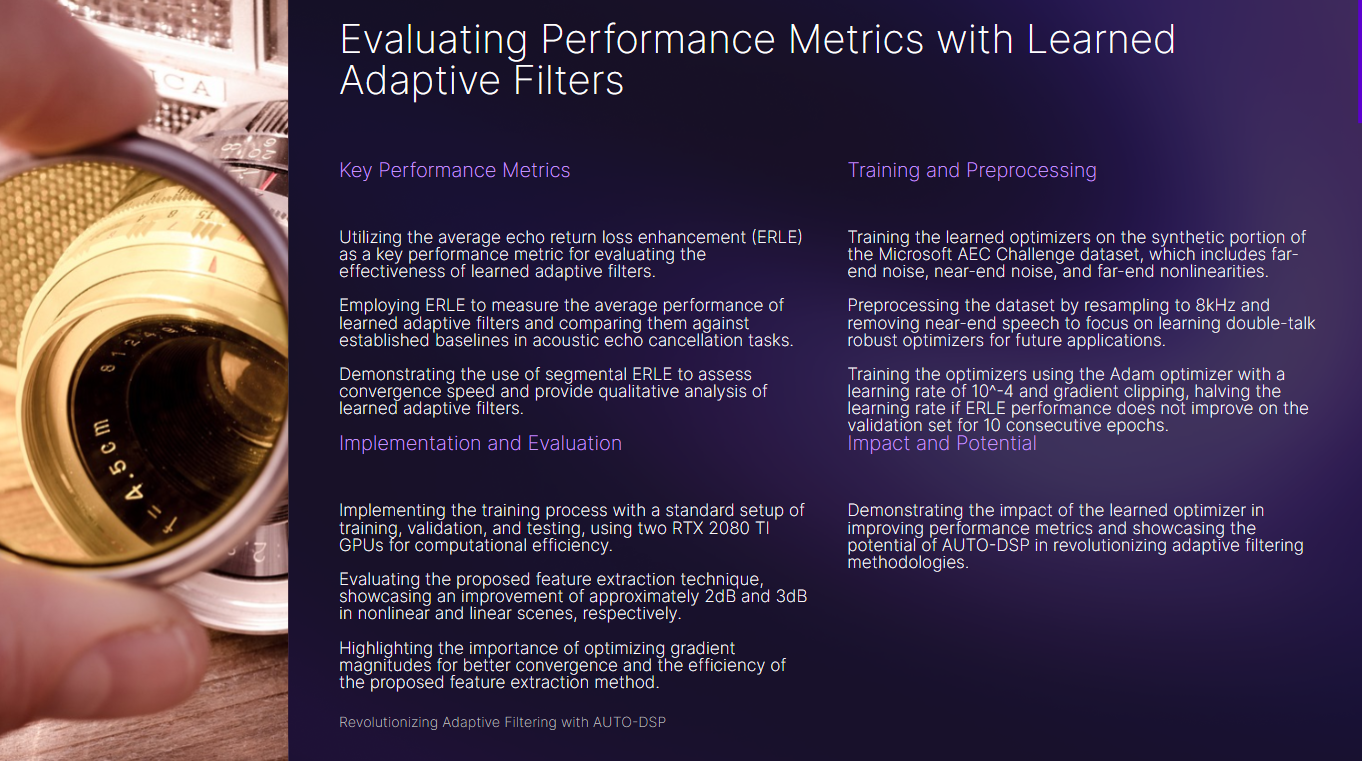 Evaluating Performance Metrics with Learned
Adaptive Filters
Key Performance Metrics
Utilizing the average echo return loss enhancement (ERLE)
as a key performance metric for evaluating the
effectiveness of learned adaptive filters.
Employing ERLE to measure the average performance of
learned adaptive filters and comparing them against
established baselines in acoustic echo cancellation tasks.
Demonstrating the use of segmental ERLE to assess
convergence speed and provide qualitative analysis of
learned adaptive filters.
Training and Preprocessing
Training the learned optimizers on the synthetic portion of
the Microsoft AEC Challenge dataset, which includes far-
end noise, near-end noise, and far-end nonlinearities.
Preprocessing the dataset by resampling to 8kHz and
removing near-end speech to focus on learning double-talk
robust optimizers for future applications.
Training the optimizers using the Adam optimizer with a
learning rate of 10^-4 and gradient clipping, halving the
learning rate if ERLE performance does not improve on the
validation set for 10 consecutive epochs.
Implementation and Evaluation
Implementing the training process with a standard setup of
training, validation, and testing, using two RTX 2080 TI
GPUs for computational efficiency.
Evaluating the proposed feature extraction technique,
showcasing an improvement of approximately 2dB and 3dB
in nonlinear and linear scenes, respectively.
Highlighting the importance of optimizing gradient
magnitudes for better convergence and the efficiency of
the proposed feature extraction method.
Impact and Potential
Demonstrating the impact of the learned optimizer in
improving performance metrics and showcasing the
potential of AUTO-DSP in revolutionizing adaptive filtering
methodologies.
Revolutionizing Adaptive Filtering with AUTO-DSP
f = 4.5cm